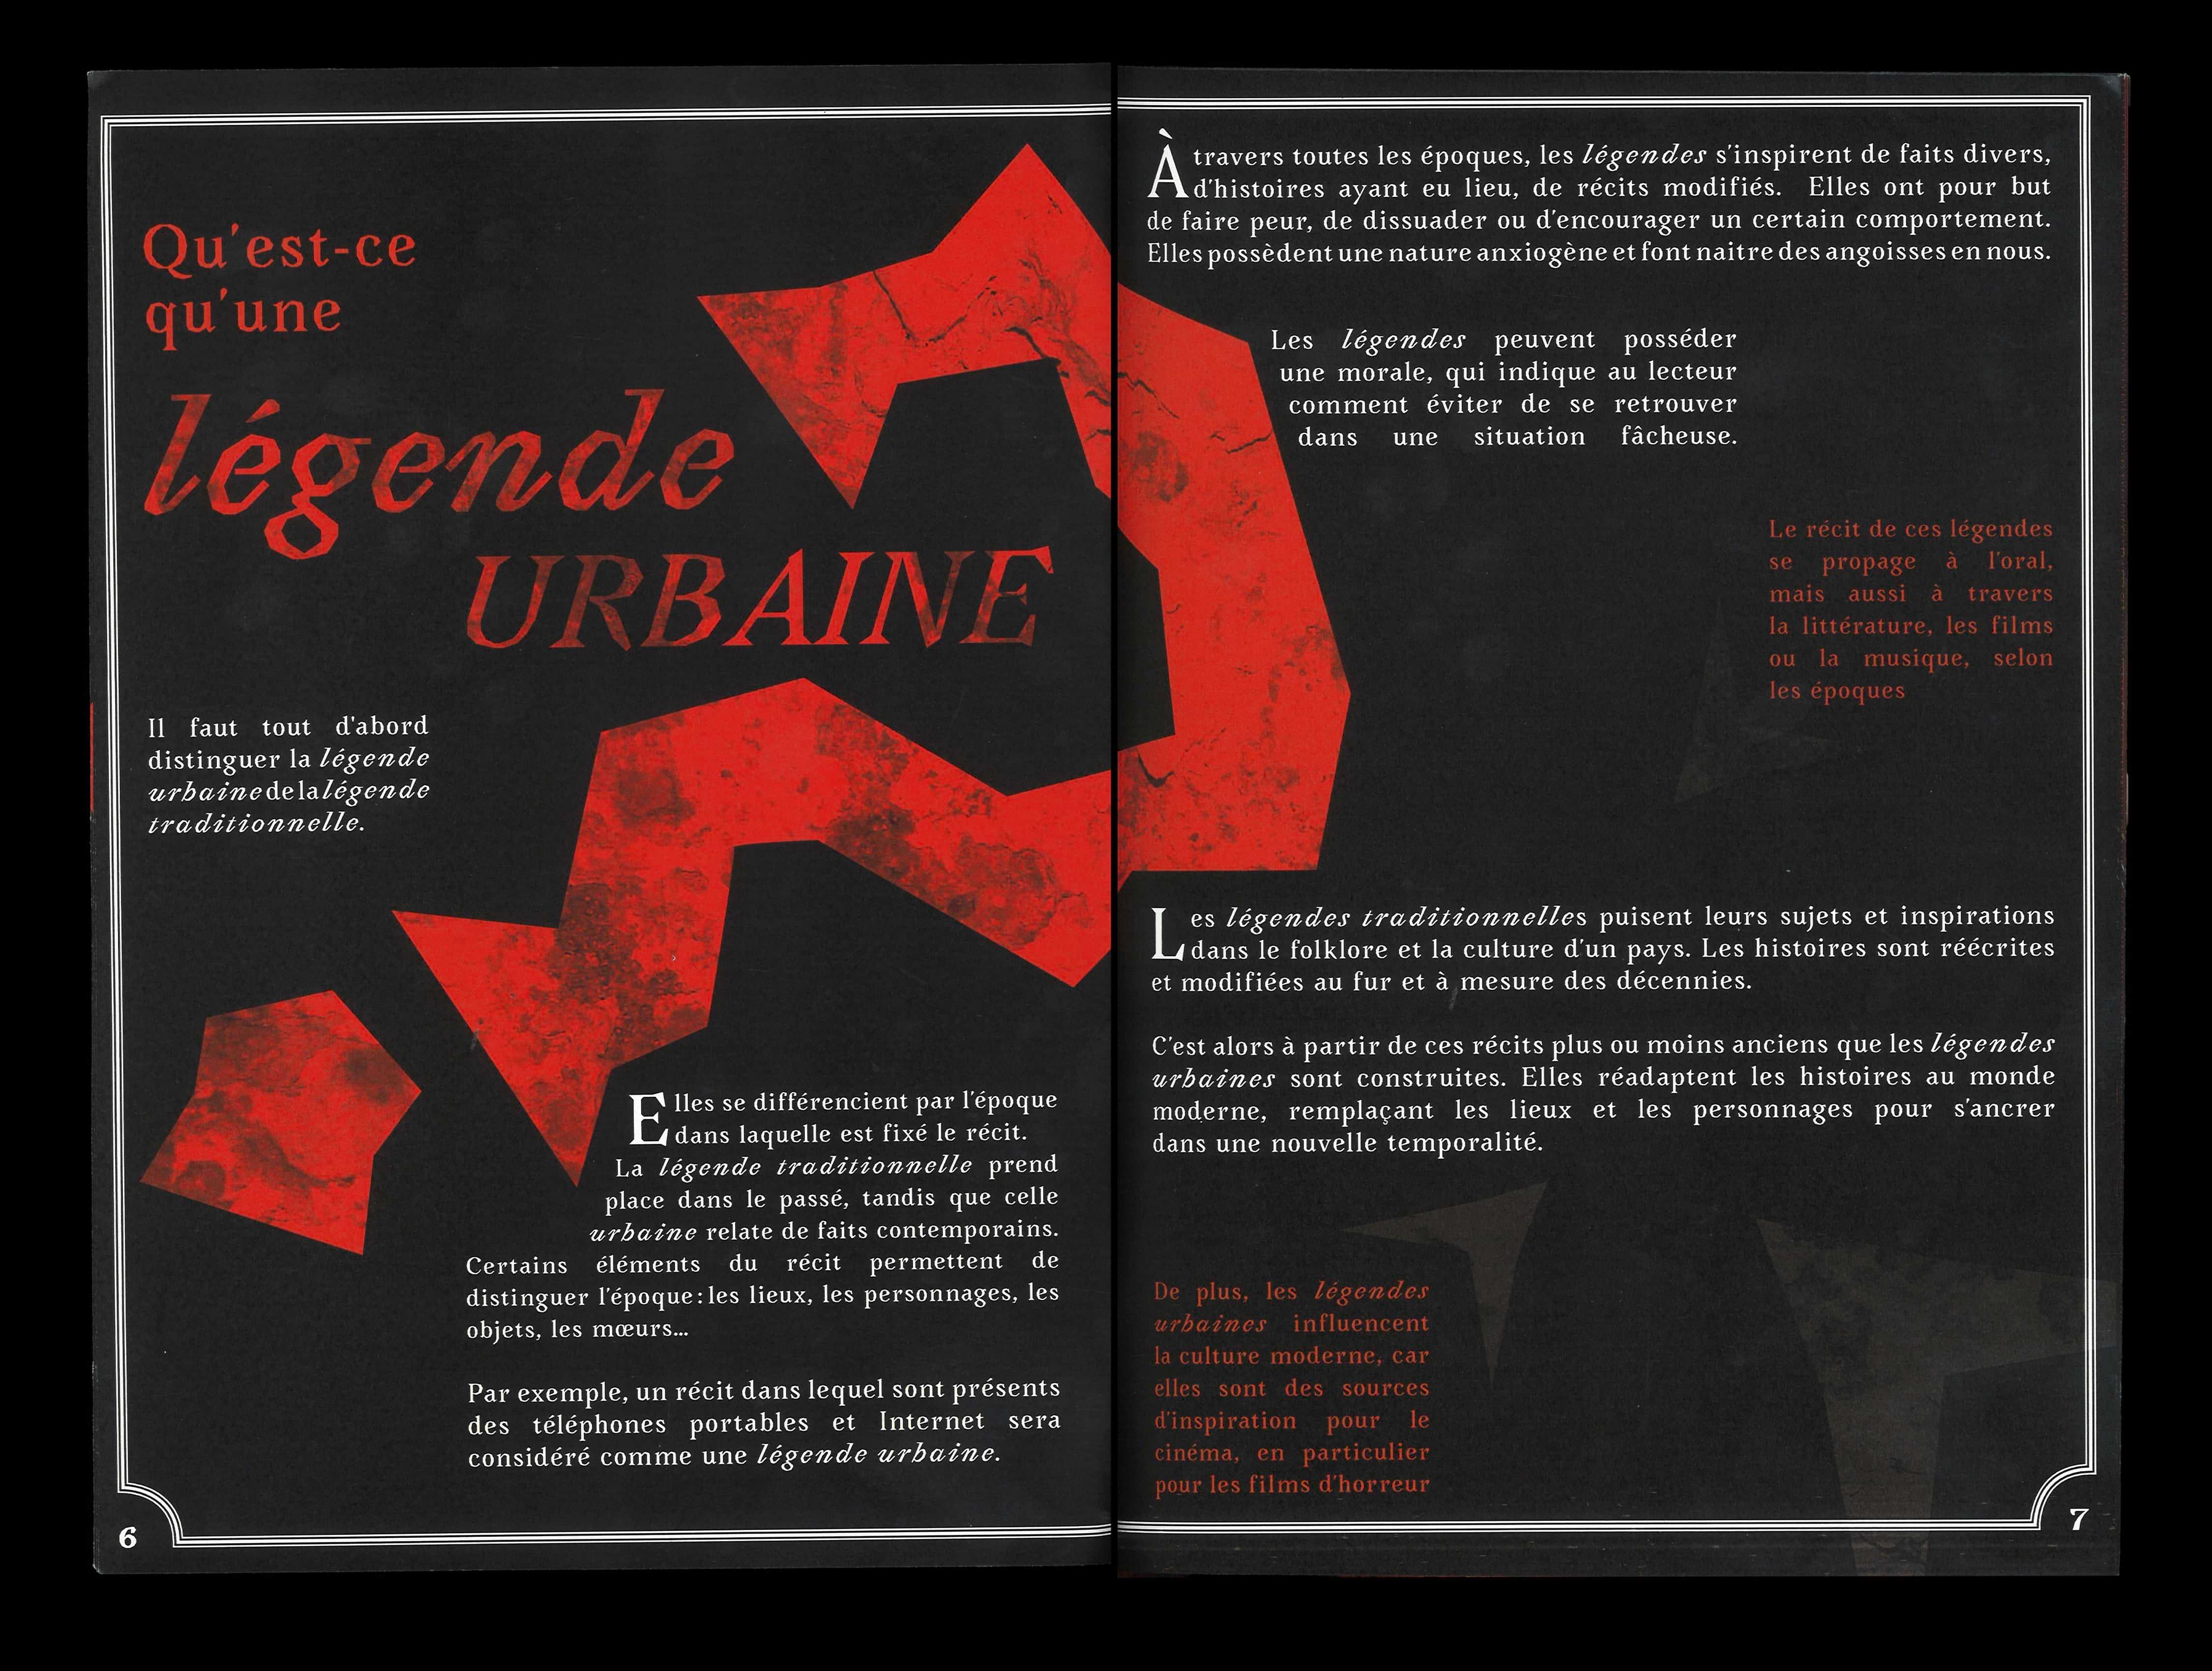 Qu'est-ce
qu'une
légende
URBAINE
Il faut tout d'abord
distinguer la légende
urbaine de la légende
traditionnelle.
Elles se différencient par l'époque
dans laquelle est fixé le récit.
La légende traditionnelle prend
place dans le passé, tandis que celle
urbaine relate de faits contemporains.
Certains éléments du récit permettent de
distinguer l'époque : les lieux, les personnages, les
objets, les mœurs...
Par exemple, un récit dans lequel sont présents
des téléphones portables et Internet sera
considéré comme une légende urbaine.
6
À travers toutes les époques, les légendes s'inspirent de faits divers,
d'histoires ayant eu lieu, de récits modifiés. Elles ont pour but
de faire peur, de dissuader ou d'encourager un certain comportement.
Elles possèdent une nature anxiogène et font naitre des angoisses en nous.
Les légendes peuvent posséder
une morale, qui indique au lecteur
comment éviter de se retrouver
dans une situation fâcheuse.
Le récit de ces légendes
se propage à l'oral,
mais aussi à travers
la littérature, les films
ou la musique, selon
les époques
Les légendes traditionnelles puisent leurs sujets et inspirations
dans le folklore et la culture d'un pays. Les histoires sont réécrites
et modifiées au fur et à mesure des décennies.
C'est alors à partir de ces récits plus ou moins anciens que les légendes
urbaines sont construites. Elles réadaptent les histoires au monde
moderne, remplaçant les lieux et les personnages pour s'ancrer
dans une nouvelle temporalité.
De plus, les légendes
urbaines influencent
la culture moderne, car
elles sont des sources
d'inspiration pour le
cinéma, en particulier
pour les films d'horreur
7